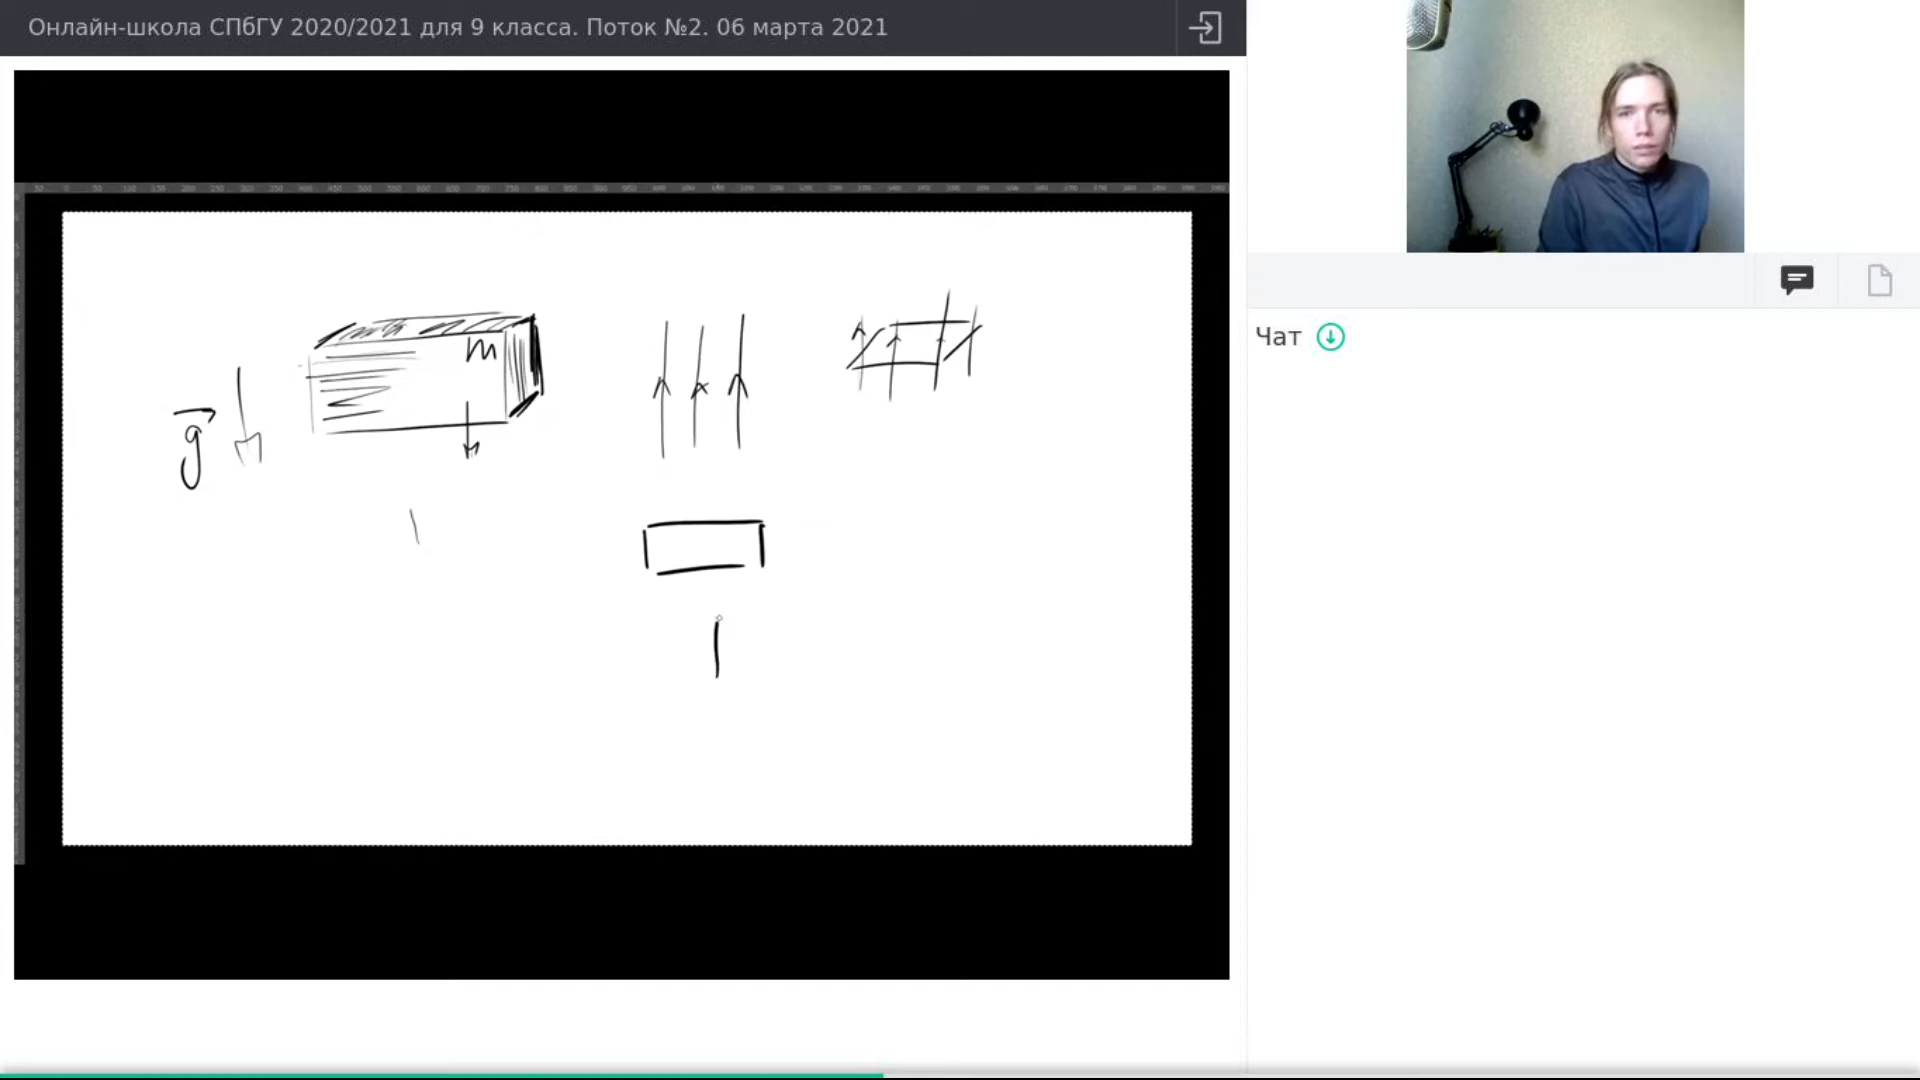 Онлайн-школа СПбГУ 2020/2021 для 9 класса. Поток №2. 06 марта 2021
Чат
m
g